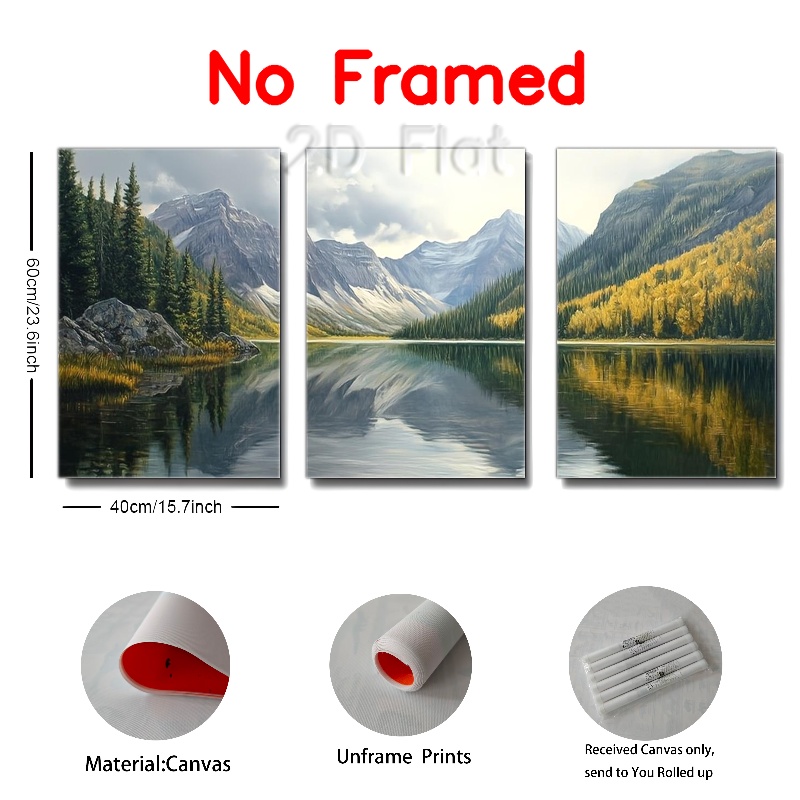 No Framed
2D Flat
60cm/23.6inch
40cm/15.7inch
Material:Canvas
Unframe Prints
Received Canvas only,
send to You Rolled up